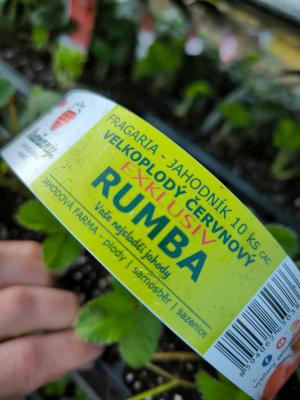 FRAGARIA - JAHODNÍK 10 ks
VELKOPLODÝ ČERVNOVÝ
EXKLUSIV
RUMBA
Vaše nejsladší jahody
JAHODOVÁ FARMA - plody | samosběr | sazenice